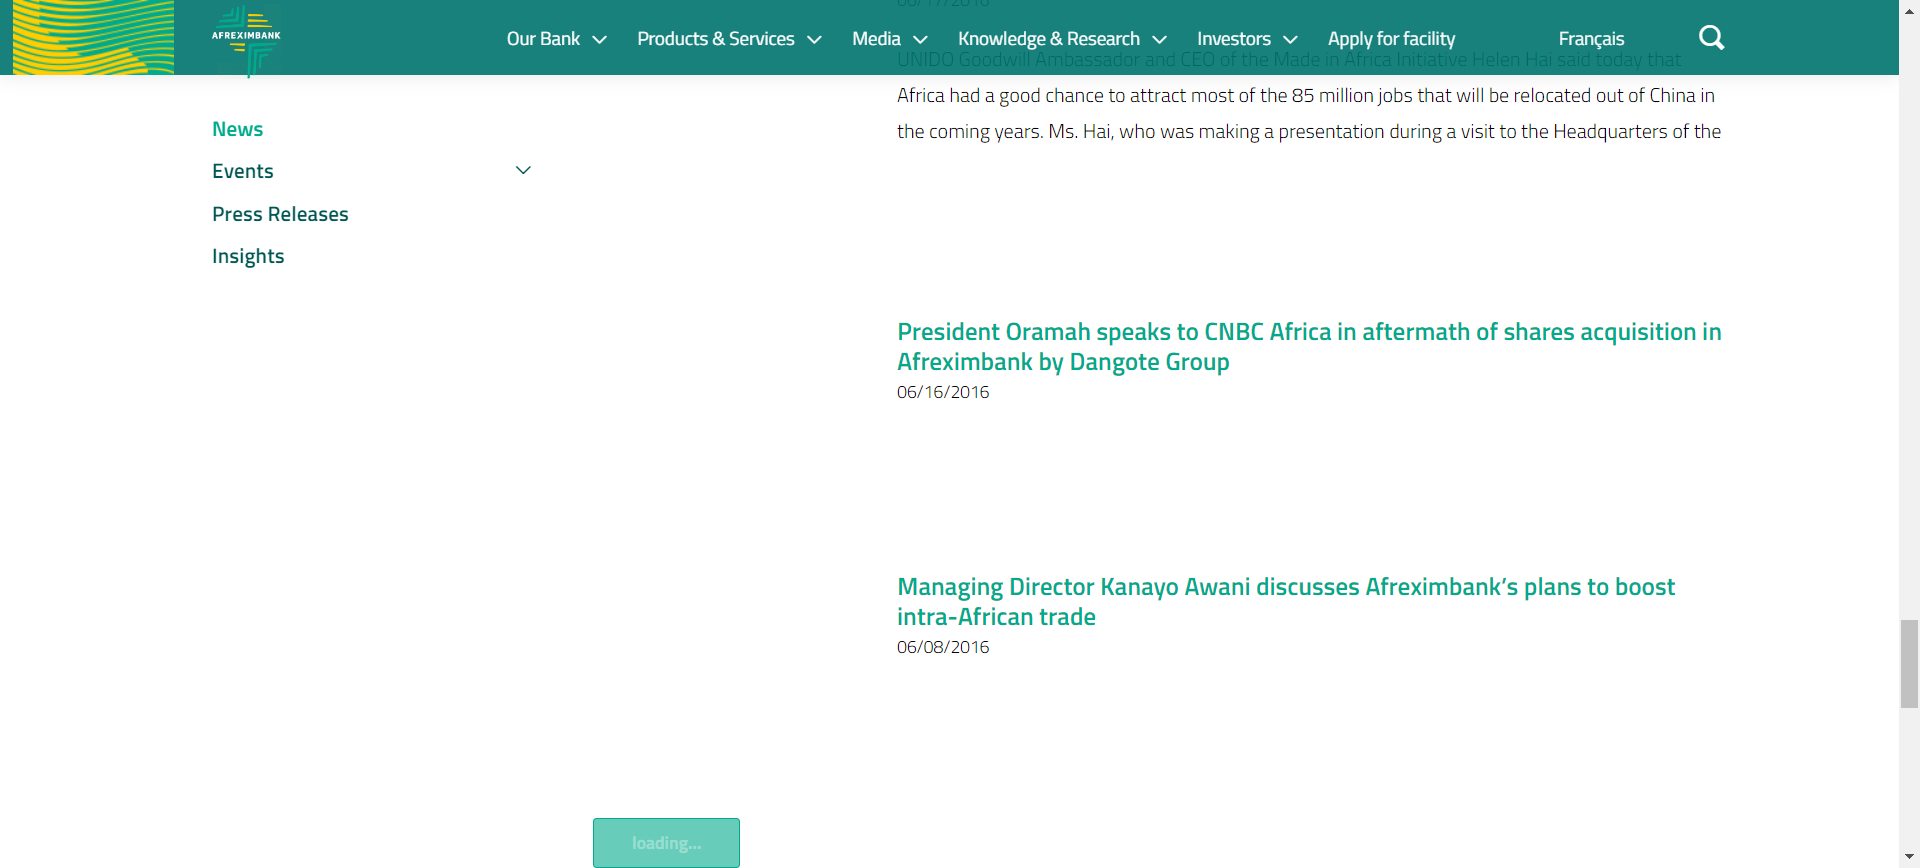 AFREXIMBANK
Our Bank
Products & Services
Media
Knowledge & Research
Investors
Apply for facility
Français
06/17/2016
UNIDO Goodwill Ambassador and CEO of the Made in Africa Initiative Helen Hai said today that
Africa had a good chance to attract most of the 85 million jobs that will be relocated out of China in
the coming years. Ms. Hai, who was making a presentation during a visit to the Headquarters of the
News
Events
Press Releases
Insights
President Oramah speaks to CNBC Africa in aftermath of shares acquisition in
Afreximbank by Dangote Group
06/16/2016
Managing Director Kanayo Awani discusses Afreximbank’s plans to boost
intra-African trade
06/08/2016
loading...